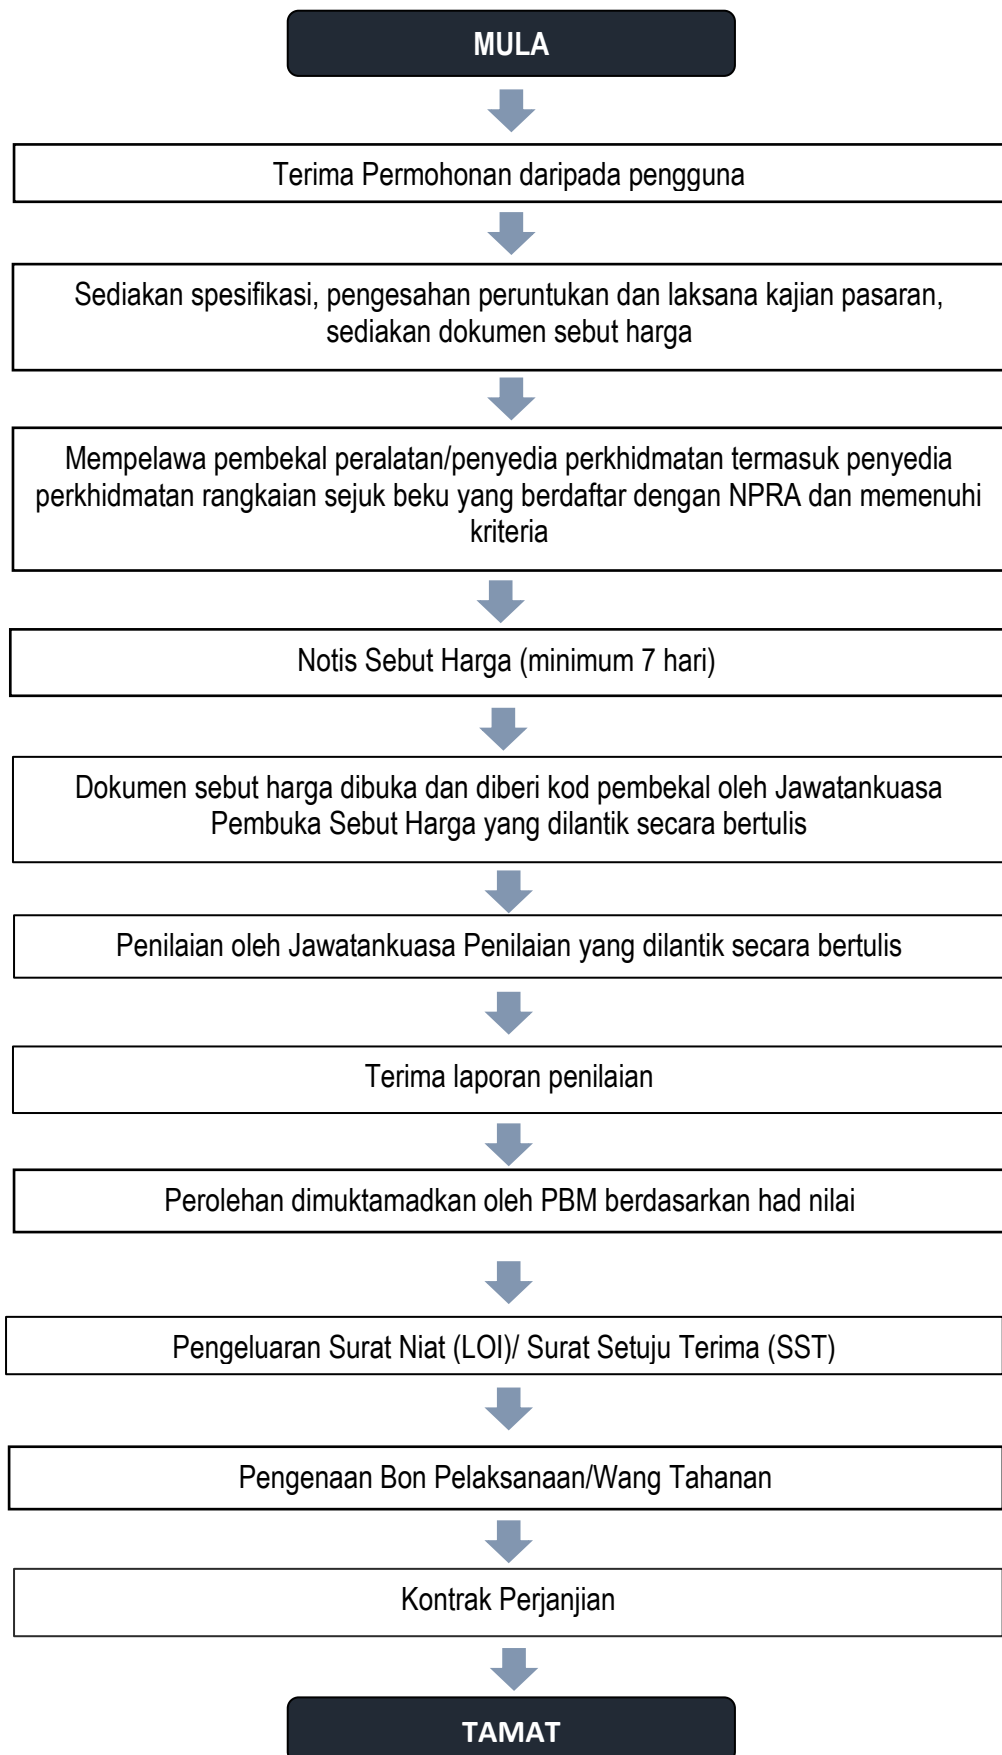 MULA
Terima Permohonan daripada pengguna
Sediakan spesifikasi, pengesahan peruntukan dan laksana kajian pasaran,
sediakan dokumen sebut harga
Mempelawa pembekal peralatan/penyedia perkhidmatan termasuk penyedia
perkhidmatan rangkaian sejuk beku yang berdaftar dengan NPRA dan memenuhi
kriteria
Notis Sebut Harga (minimum 7 hari)
Dokumen sebut harga dibuka dan diberi kod pembekal oleh Jawatankuasa
Pembuka Sebut Harga yang dilantik secara bertulis
Penilaian oleh Jawatankuasa Penilaian yang dilantik secara bertulis
Terima laporan penilaian
Perolehan dimuktamadkan oleh PBM berdasarkan had nilai
Pengeluaran Surat Niat (LOI)/ Surat Setuju Terima (SST)
Pengenaan Bon Pelaksanaan/Wang Tahanan
Kontrak Perjanjian
TAMAT